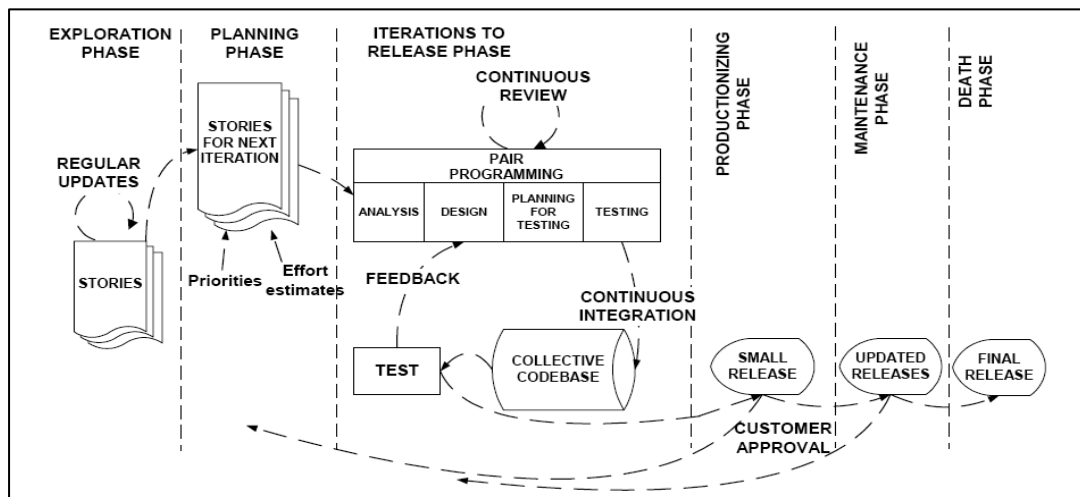 EXPLORATION
PHASE
PLANNING
PHASE
ITERATIONS TO
RELEASE PHASE
PRODUCTIONIZING
PHASE
MAINTENANCE
PHASE
DEATH
PHASE
CONTINUOUS
REVIEW
REGULAR
UPDATES
STORIES
FOR NEXT
ITERATION
PAIR
PROGRAMMING
ANALYSIS
DESIGN
PLANNING
FOR
TESTING
TESTING
STORIES
Priorities
Effort
estimates
FEEDBACK
CONTINUOUS
INTEGRATION
TEST
COLLECTIVE
CODEBASE
SMALL
RELEASE
UPDATED
RELEASES
FINAL
RELEASE
CUSTOMER
APPROVAL